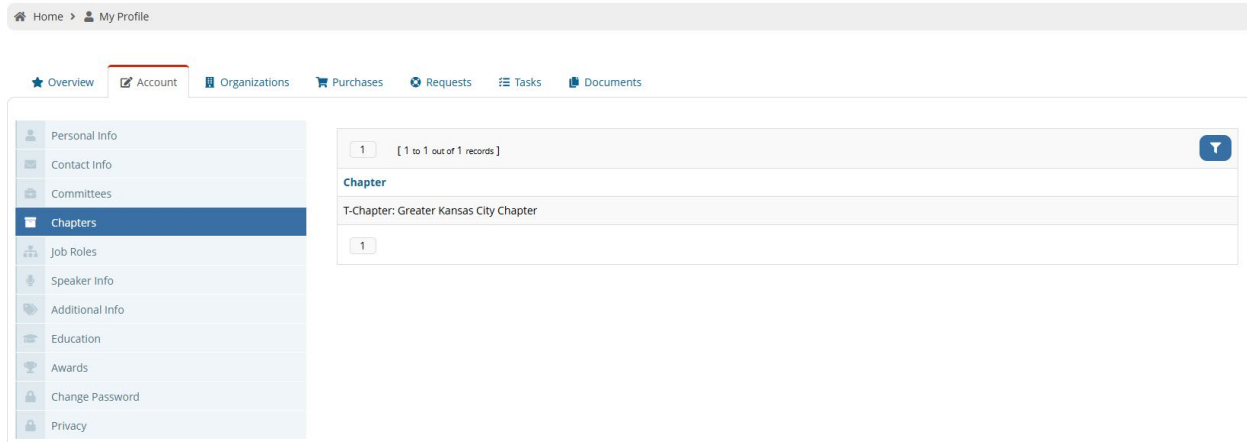 Home > My Profile
Overview Account Organizations Purchases Requests Tasks Documents
Personal Info
Contact Info
Committees
Chapters
Job Roles
Speaker Info
Additional Info
Education
Awards
Change Password
Privacy
1 [ 1 to 1 out of 1 records ]
Chapter
T-Chapter: Greater Kansas City Chapter
1